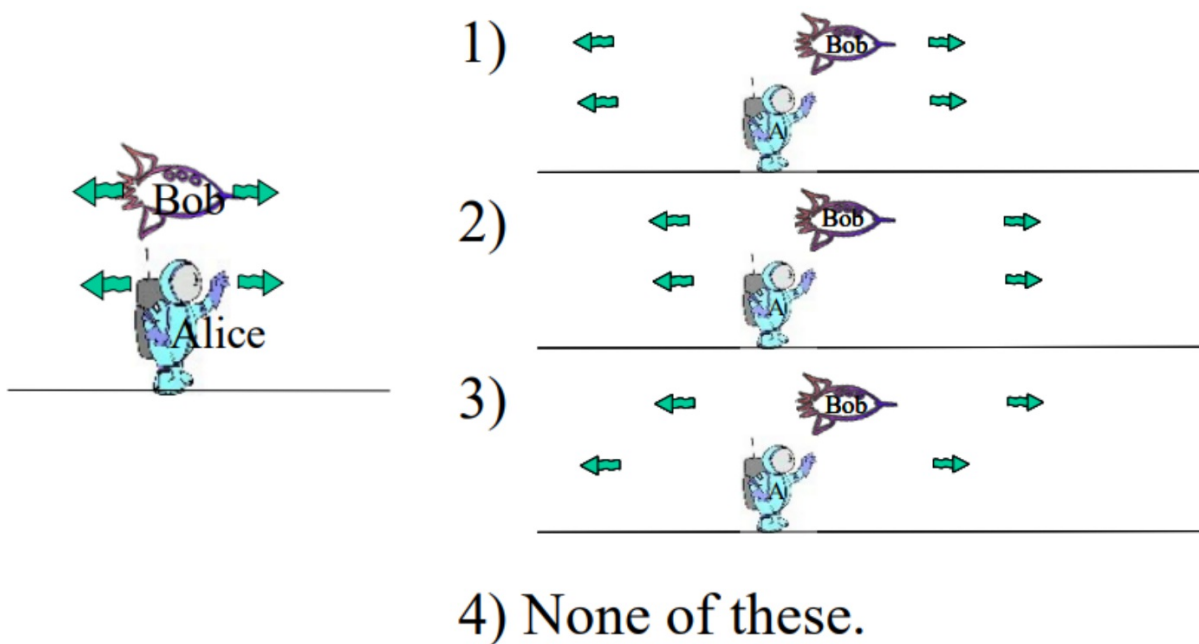 Bob
Alice
1)
Bob
A
2)
Bob
A
3)
Bob
A
4) None of these.